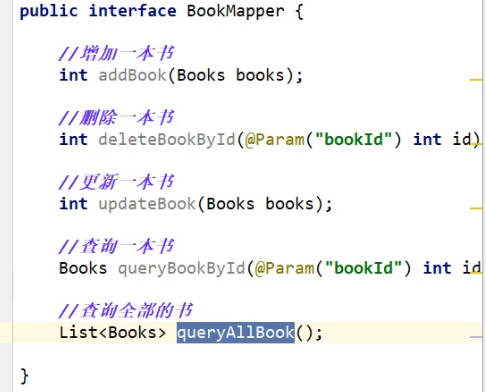 public interface BookMapper {
//增加一本书
int addBook(Books books);
//删除一本书
int deleteBookById(@Param("bookId") int id)
//更新一本书
int updateBook(Books books);
//查询一本书
Books queryBookById(@Param("bookId") int id
//查询全部的书
List<Books> queryAllBook();
}